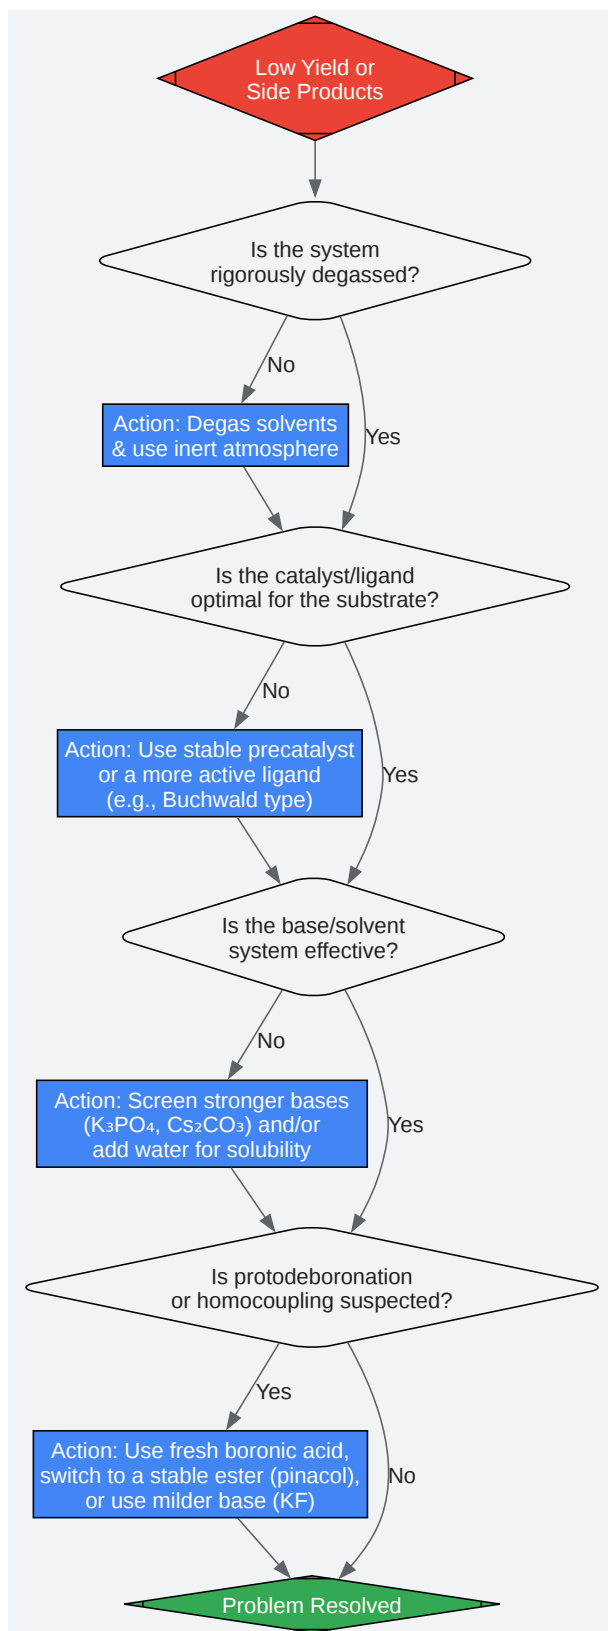 Low Yield or
Side Products
Is the system
rigorously degassed?
No
Action: Degas solvents
& use inert atmosphere
Yes
Is the catalyst/ligand
optimal for the substrate?
No
Action: Use stable precatalyst
or a more active ligand
(e.g., Buchwald type)
Yes
Is the base/solvent
system effective?
No
Action: Screen stronger bases
(K₃PO₄, Cs₂CO₃) and/or
add water for solubility
Yes
Is protodeboronation
or homocoupling suspected?
Yes
Action: Use fresh boronic acid,
switch to a stable ester (pinacol),
or use milder base (KF)
No
Problem Resolved